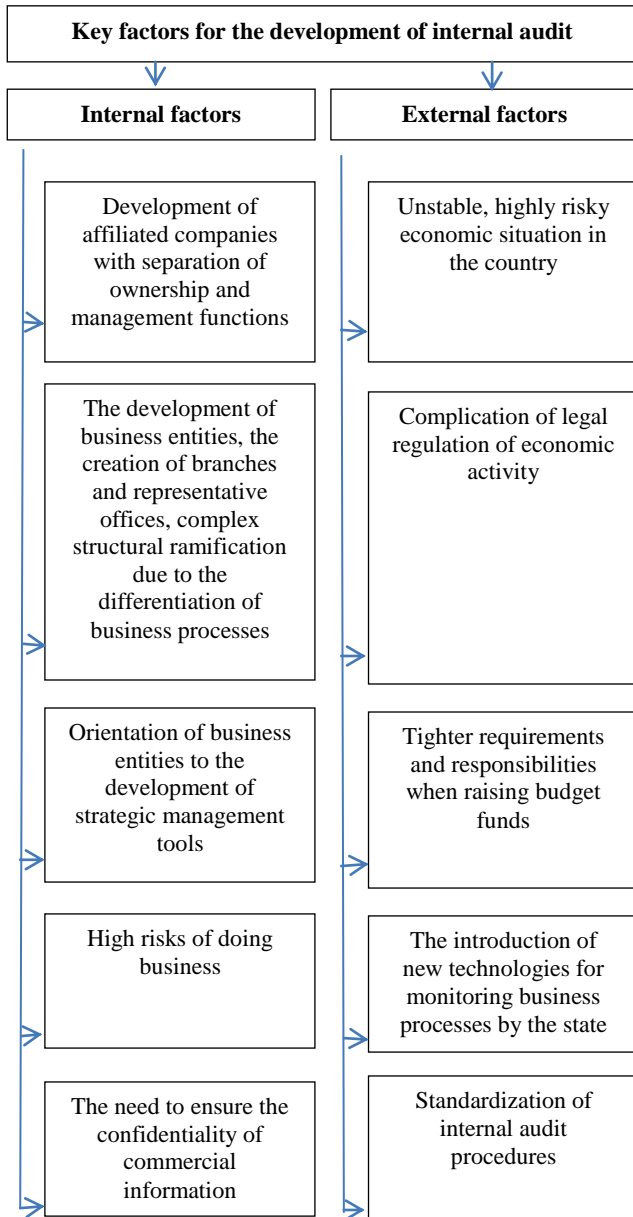 Key factors for the development of internal audit
Internal factors
External factors
Development of
affiliated companies
with separation of
ownership and
management functions
The development of
business entities, the
creation of branches
and representative
offices, complex
structural ramification
due to the
differentiation of
business processes
Orientation of business
entities to the
development of
strategic management
tools
High risks of doing
business
The need to ensure the
confidentiality of
commercial
information
Unstable, highly risky
economic situation in
the country
Complication of legal
regulation of economic
activity
Tighter requirements
and responsibilities
when raising budget
funds
The introduction of
new technologies for
monitoring business
processes by the state
Standardization of
internal audit
procedures